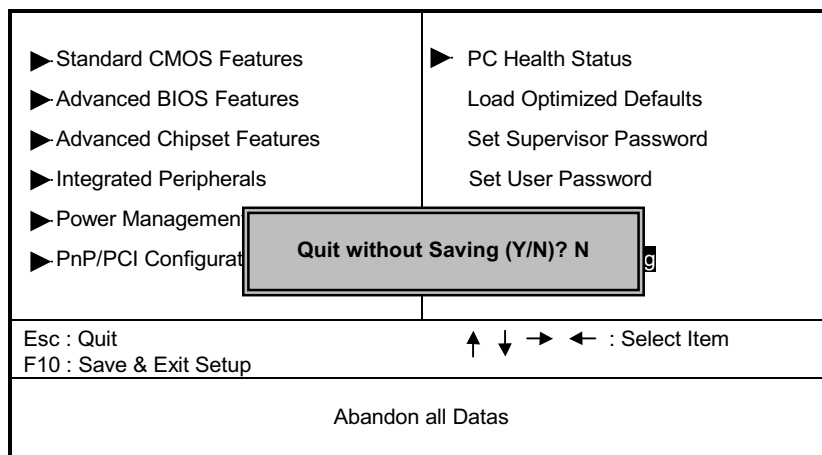 Standard CMOS Features
Advanced BIOS Features
Advanced Chipset Features
Integrated Peripherals
Power Managemen
PnP/PCI Configurat
PC Health Status
Load Optimized Defaults
Set Supervisor Password
Set User Password
g
Quit without Saving (Y/N)? N
Esc : Quit
F10 : Save & Exit Setup
↑ ↓ → ← : Select Item
Abandon all Datas